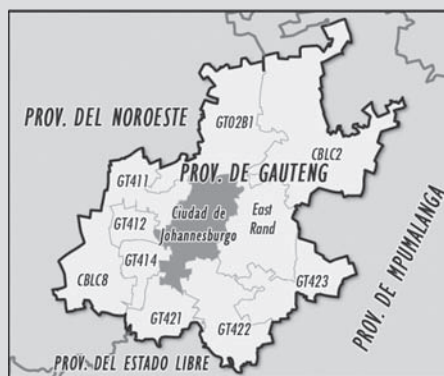 GT02B1
PROV. DEL NOROESTE
CBLC2
PROV. DE GAUTENG
GT411
Ciudad de
Johannesburgo
East
Rand
GT412
PROV. DE MPUMALANGA
GT414
CBLC8
GT423
GT421
GT422
PROV. DEL ESTADO LIBRE